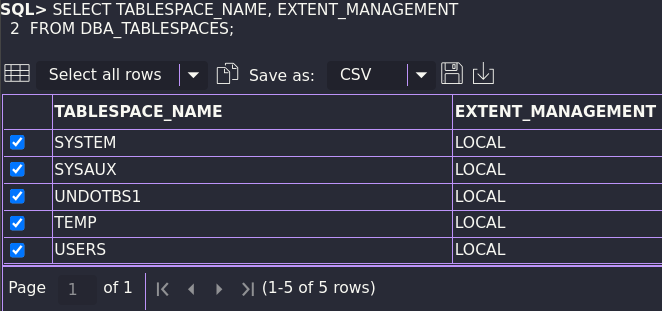 SQL> SELECT TABLESPACE_NAME, EXTENT_MANAGEMENT
2 FROM DBA_TABLESPACES;
Select all rows Save as: CSV
TABLESPACE_NAME EXTENT_MANAGEMENT
SYSTEM LOCAL
SYSAUX LOCAL
UNDOTBS1 LOCAL
TEMP LOCAL
USERS LOCAL
Page 1 of 1 (1-5 of 5 rows)